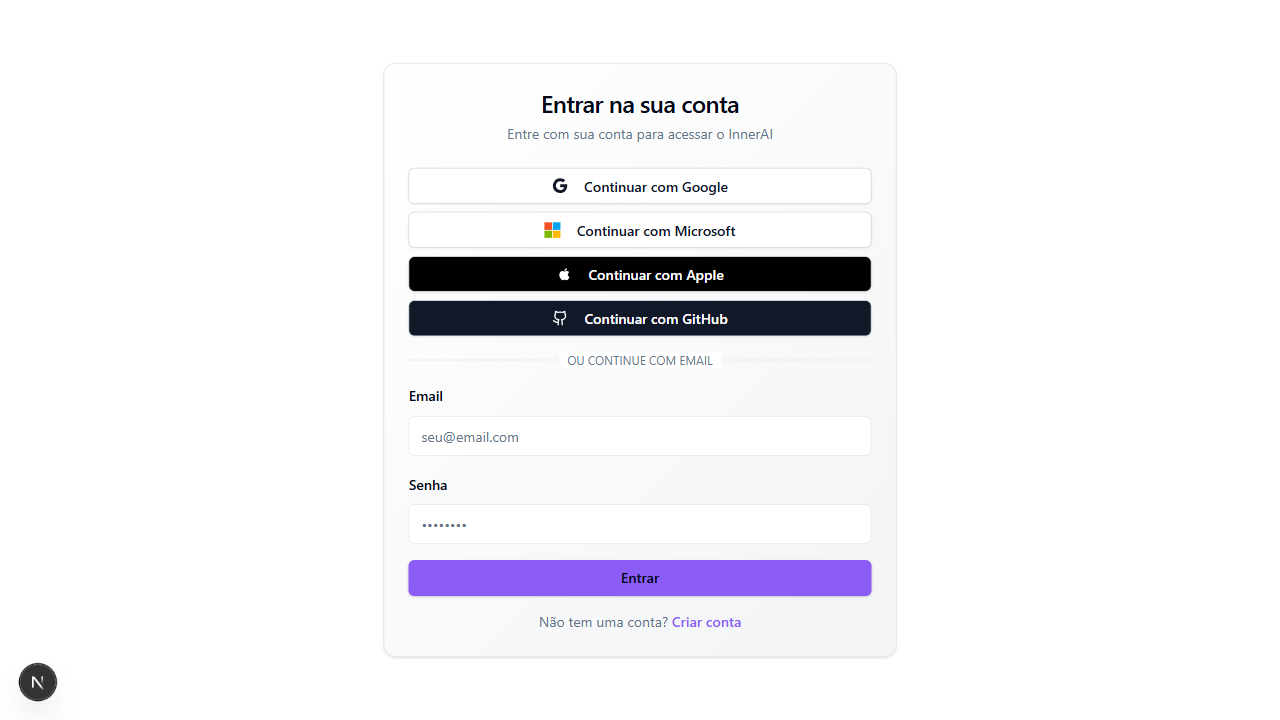 Entrar na sua conta
Entre com sua conta para acessar o InnerAI
Continuar com Google
Continuar com Microsoft
Continuar com Apple
Continuar com GitHub
OU CONTINUE COM EMAIL
Email
seu@email.com
Senha
••••••••
Entrar
Não tem uma conta? Criar conta
N